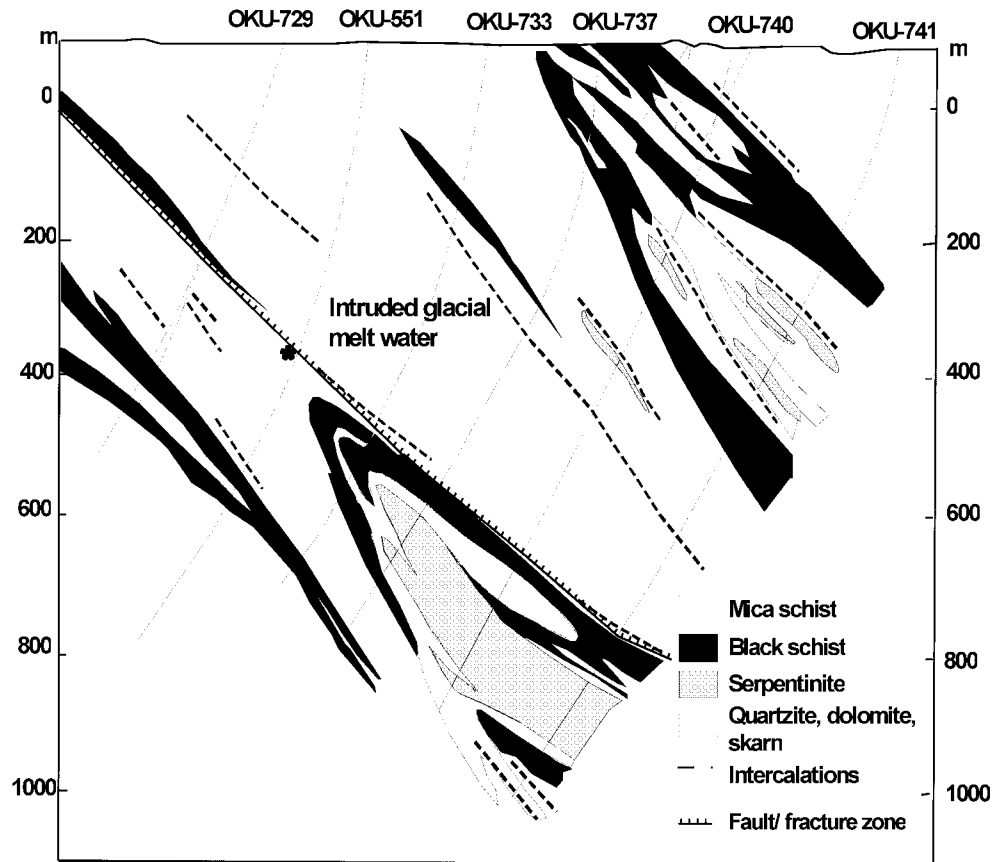 OKU-729 OKU-551 OKU-733 OKU-737 OKU-740 OKU-741
m m
0 0
200 200
Intruded glacial
melt water
400 400
600 600
Mica schist
Black schist
800 800
Serpentinite
Quartzite, dolomite,
skarn
Intercalations
1000 1000
Fault/ fracture zone